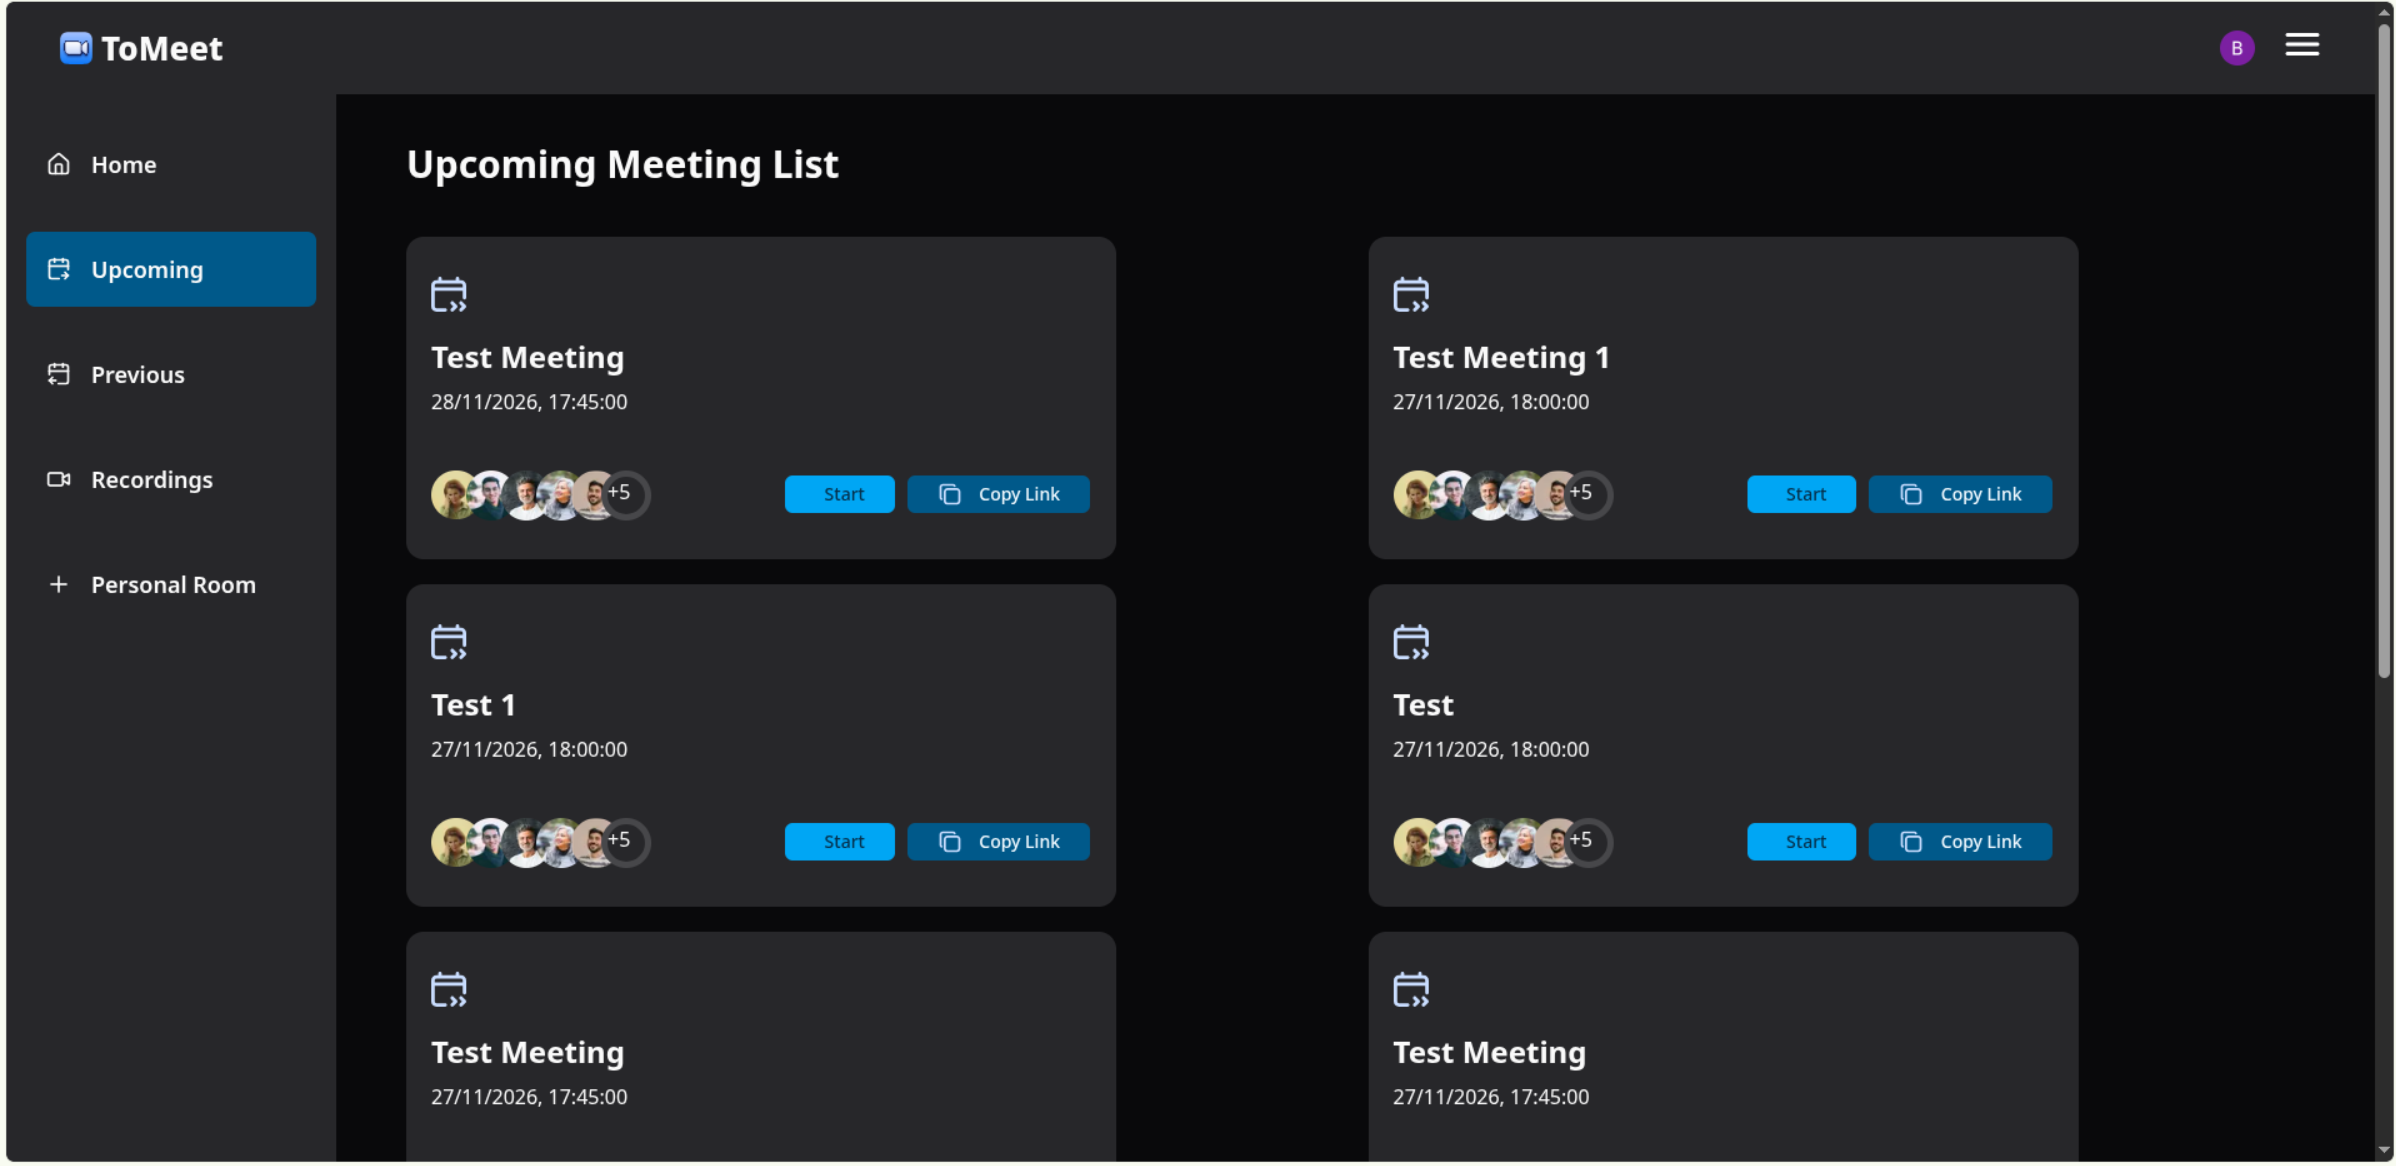 ToMeet
B
Home
Upcoming
Previous
Recordings
Personal Room
Upcoming Meeting List
Test Meeting
28/11/2026, 17:45:00
+5
Start
Copy Link
Test Meeting 1
27/11/2026, 18:00:00
+5
Start
Copy Link
Test 1
27/11/2026, 18:00:00
+5
Start
Copy Link
Test
27/11/2026, 18:00:00
+5
Start
Copy Link
Test Meeting
27/11/2026, 17:45:00
Test Meeting
27/11/2026, 17:45:00